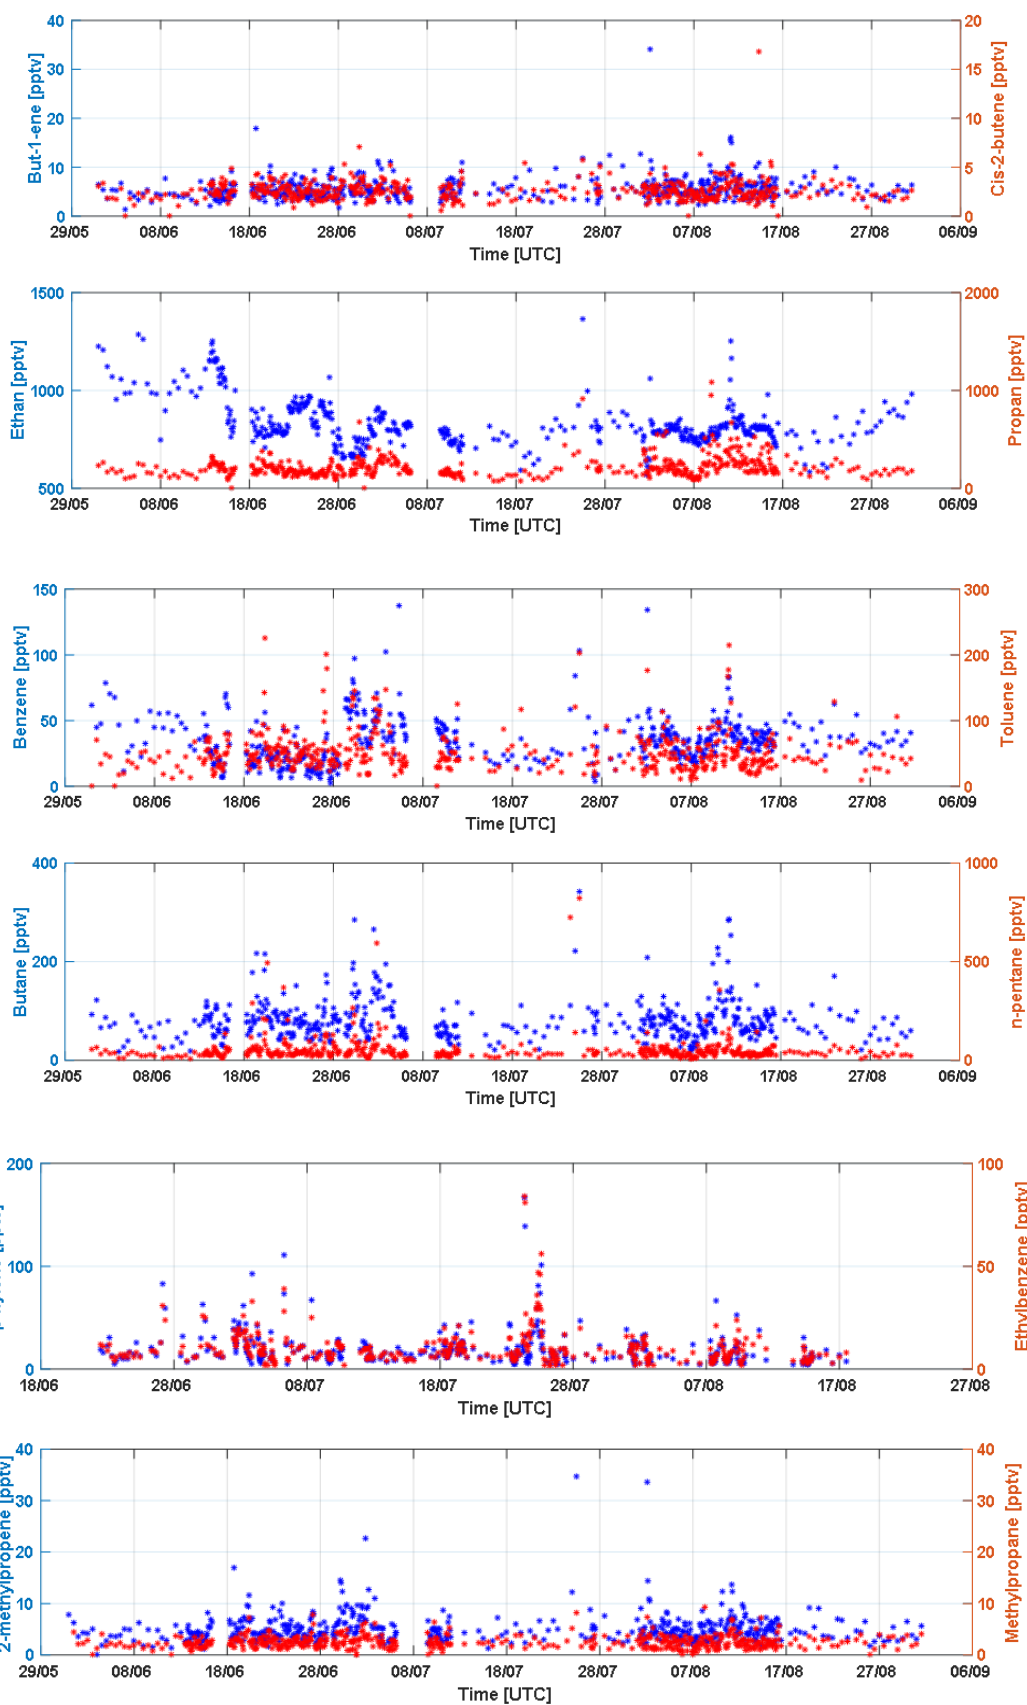 But-1-ene [pptv]
40
30
20
10
0
Cis-2-butene [pptv]
20
15
10
5
0
29/05 08/06 18/06 28/06 08/07 18/07 28/07 07/08 17/08 27/08 06/09
Time [UTC]
Ethan [pptv]
1500
1000
500
Propan [pptv]
2000
1000
0
29/05 08/06 18/06 28/06 08/07 18/07 28/07 07/08 17/08 27/08 06/09
Time [UTC]
Benzene [pptv]
150
100
50
0
Toluene [pptv]
300
200
100
0
29/05 08/06 18/06 28/06 08/07 18/07 28/07 07/08 17/08 27/08 06/09
Time [UTC]
Butane [pptv]
400
200
0
n-pentane [pptv]
1000
500
0
29/05 08/06 18/06 28/06 08/07 18/07 28/07 07/08 17/08 27/08 06/09
Time [UTC]
200
100
0
Ethylbenzene [pptv]
100
50
0
18/06 28/06 08/07 18/07 28/07 07/08 17/08 27/08
Time [UTC]
2-methylpropene [pptv]
40
30
20
10
0
Methylpropane [pptv]
40
30
20
10
0
29/05 08/06 18/06 28/06 08/07 18/07 28/07 07/08 17/08 27/08 06/09
Time [UTC]